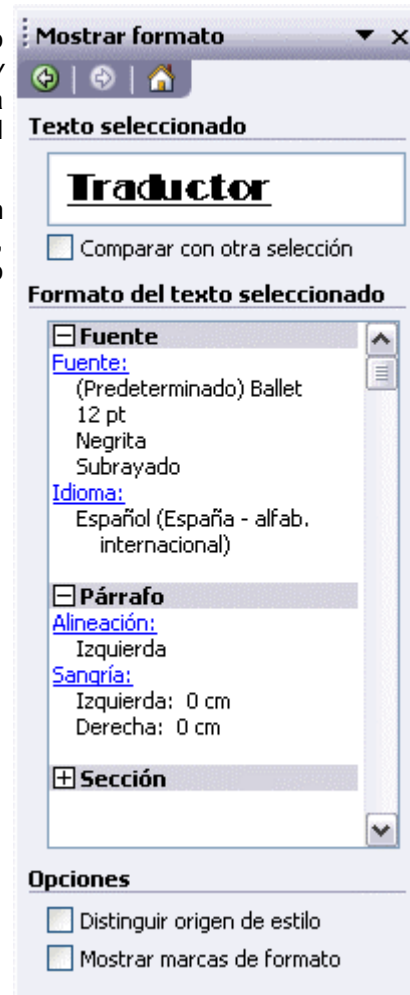 Mostrar formato
Texto seleccionado
Traductor
Comparar con otra selección
Formato del texto seleccionado
Fuente
Fuente:
(Predeterminado) Ballet
12 pt
Negrita
Subrayado
Idioma:
Español (España - alfab.
internacional)
Párrafo
Alineación:
Izquierda
Sangría:
Izquierda: 0 cm
Derecha: 0 cm
Sección
Opciones
Distinguir origen de estilo
Mostrar marcas de formato